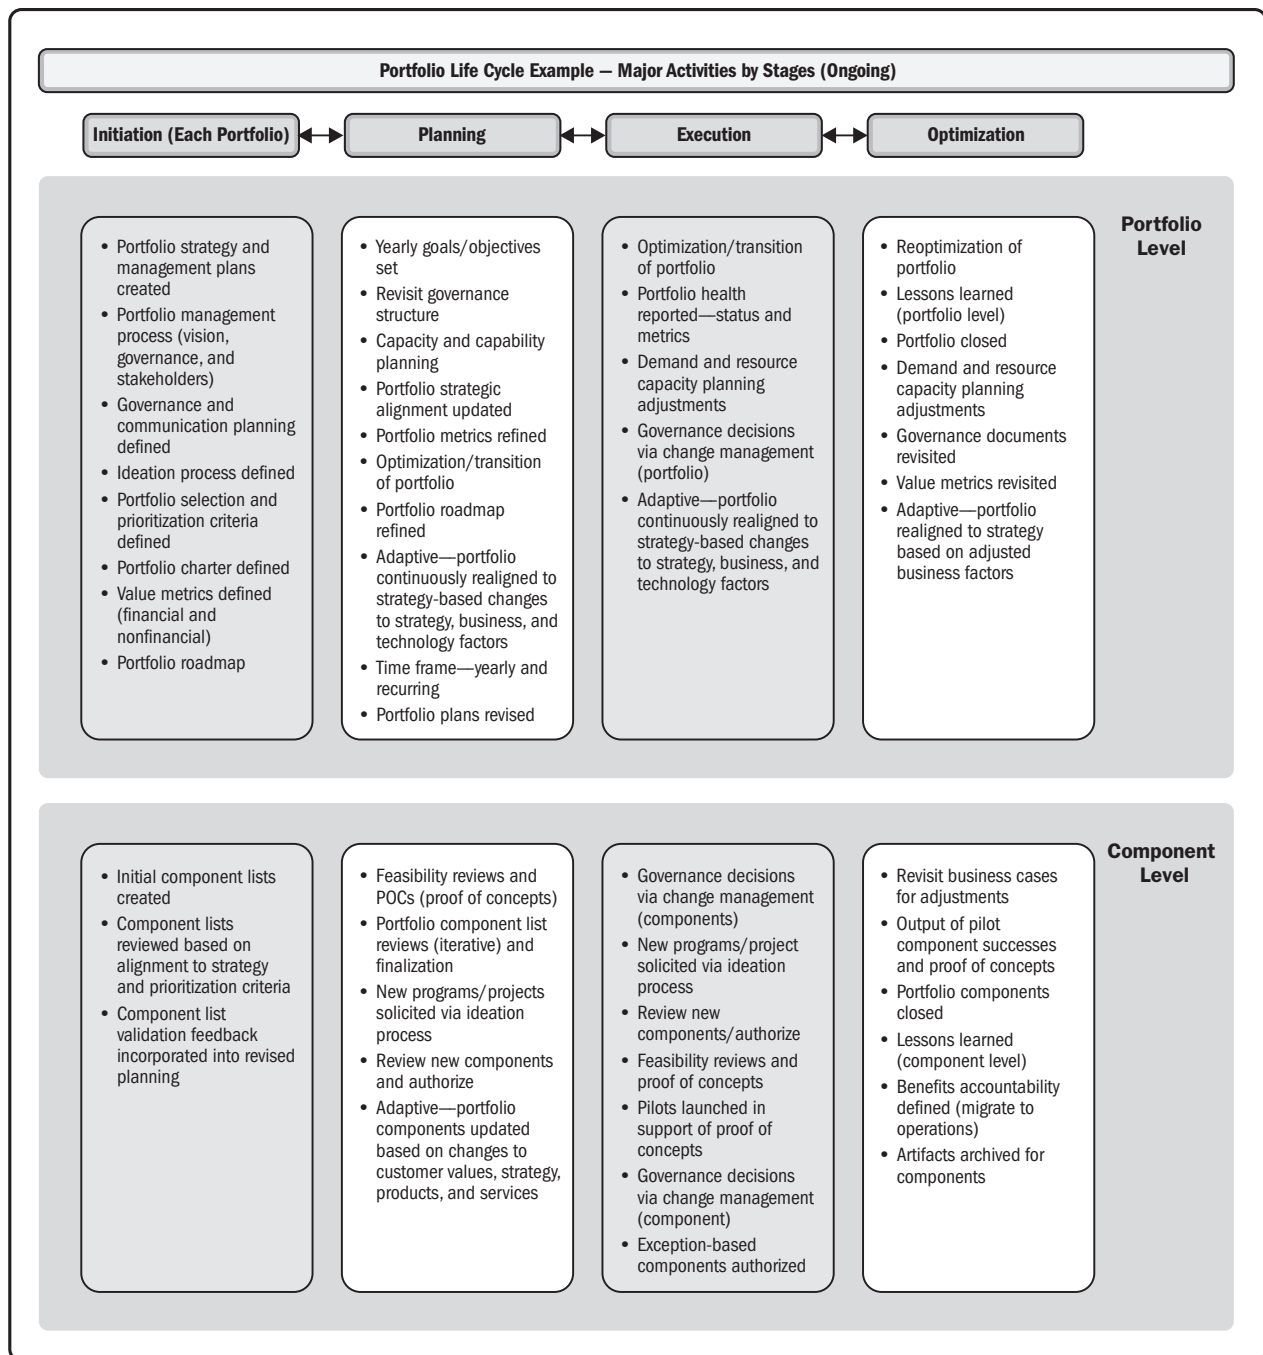 Portfolio Life Cycle Example — Major Activities by Stages (Ongoing)
Initiation (Each Portfolio)
Planning
Execution
Optimization
Portfolio
Level
• Portfolio strategy and
management plans
created
• Portfolio management
process (vision,
governance, and
stakeholders)
• Governance and
communication planning
defined
• Ideation process defined
• Portfolio selection and
prioritization criteria
defined
• Portfolio charter defined
• Value metrics defined
(financial and
nonfinancial)
• Portfolio roadmap
• Yearly goals/objectives
set
• Revisit governance
structure
• Capacity and capability
planning
• Portfolio strategic
alignment updated
• Portfolio metrics refined
• Optimization/transition
of portfolio
• Portfolio roadmap
refined
• Adaptive—portfolio
continuously realigned to
strategy-based changes
to strategy, business, and
technology factors
• Time frame—yearly and
recurring
• Portfolio plans revised
• Optimization/transition
of portfolio
• Portfolio health
reported—status and
metrics
• Demand and resource
capacity planning
adjustments
• Governance decisions
via change management
(portfolio)
• Adaptive—portfolio
continuously realigned to
strategy-based changes
to strategy, business, and
technology factors
• Reoptimization of
portfolio
• Lessons learned
(portfolio level)
• Portfolio closed
• Demand and resource
capacity planning
adjustments
• Governance documents
revisited
• Value metrics revisited
• Adaptive—portfolio
realigned to strategy
based on adjusted
business factors
Component
Level
• Initial component lists
created
• Component lists
reviewed based on
alignment to strategy
and prioritization criteria
• Component list
validation feedback
incorporated into revised
planning
• Feasibility reviews and
POCs (proof of concepts)
• Portfolio component list
reviews (iterative) and
finalization
• New programs/projects
solicited via ideation
process
• Review new components
and authorize
• Adaptive—portfolio
components updated
based on changes to
customer values, strategy,
products, and services
• Governance decisions
via change management
(components)
• New programs/project
solicited via ideation
process
• Review new
components/authorize
• Feasibility reviews and
proof of concepts
• Pilots launched in
support of proof of
concepts
• Governance decisions
via change management
(component)
• Exception-based
components authorized
• Revisit business cases
for adjustments
• Output of pilot
component successes
and proof of concepts
• Portfolio components
closed
• Lessons learned
(component level)
• Benefits accountability
defined (migrate to
operations)
• Artifacts archived for
components